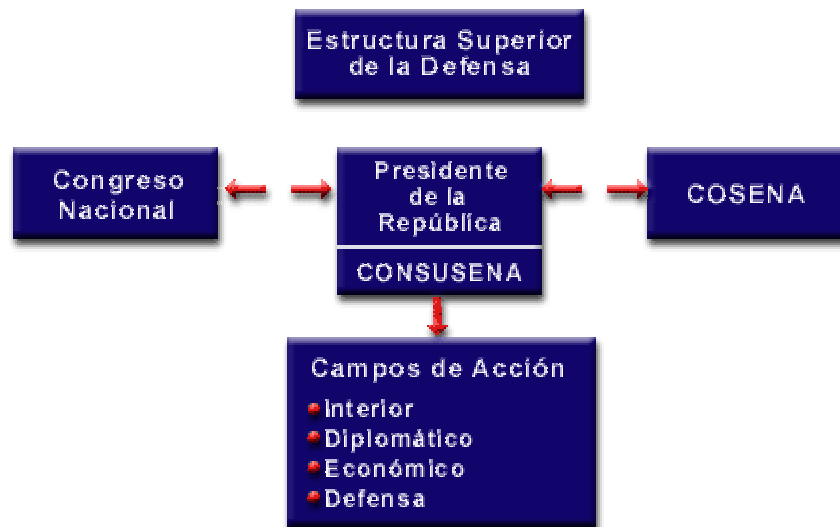 Estructura Superior
de la Defensa
Congreso
Nacional
Presidente
de la
República
CONSUSENA
COSENA
Campos de Acción
Interior
Diplomático
Económico
Defensa